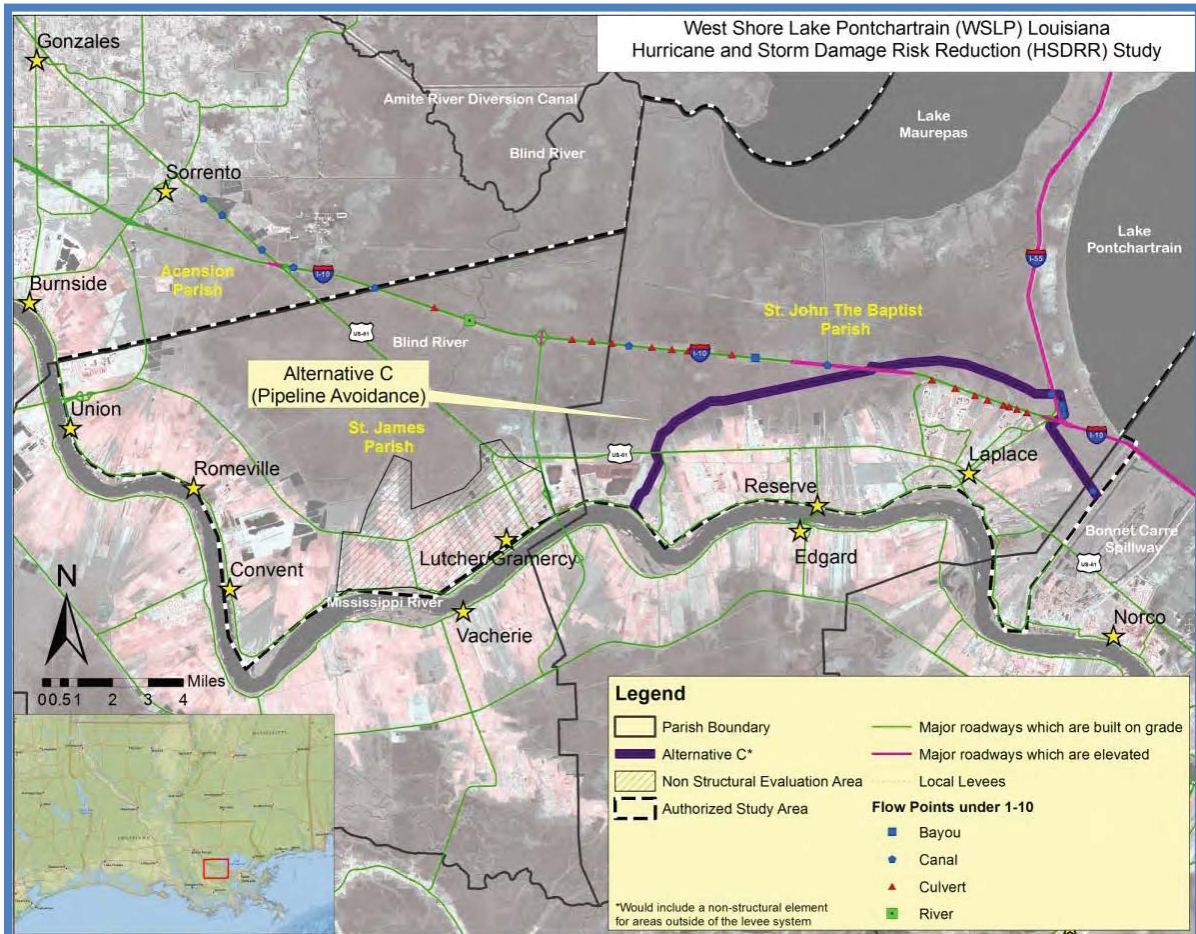 West Shore Lake Pontchartrain (WSLP) Louisiana
Hurricane and Storm Damage Risk Reduction (HSDRR) Study
Gonzales
Amite River Diversion Canal
Lake
Maurepas
Blind River
Sorrento
Lake
Pontchartrain
I-55
Acension
Parish
I-10
Burnside
St. John The Baptist
Parish
US-61
Blind River
I-10
Alternative C
(Pipeline Avoidance)
Union
St. James
Parish
US-61
I-10
Romeville
Laplace
Reserve
Lutcher/Gramercy
Edgard
Bonnet Carre
Spillway
US-61
Convent
N
Mississippi River
Vacherie
Norco
Miles
0 0.5 1 2 3 4
Legend
Parish Boundary
Alternative C*
Non Structural Evaluation Area
Authorized Study Area
Major roadways which are built on grade
Major roadways which are elevated
Local Levees
Flow Points under 1-10
Bayou
Canal
Culvert
River
*Would include a non-structural element
for areas outside of the levee system
LOUISIANA
MISSISSIPPI